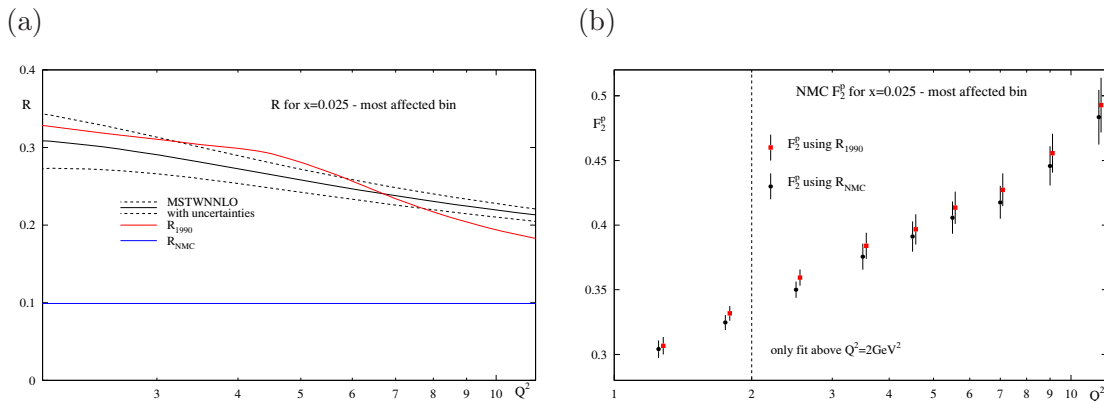 (a)
R for x=0.025 - most affected bin
R
0.4
0.3
0.2
0.1
0
MSTWNNLO
with uncertainties
R1990
RNMC
3
4
5
6
7
8
9
10
Q²
(b)
NMC F₂ᵖ for x=0.025 - most affected bin
F₂ᵖ
0.5
0.45
0.4
0.35
0.3
F₂ᵖ using R1990
F₂ᵖ using RNMC
only fit above Q²=2GeV²
1
2
3
4
5
6
7
8
9
10
Q²